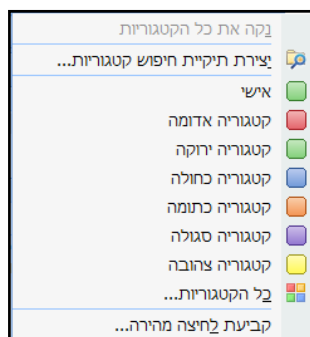 נקה את כל הקטגוריות
יצירת תיקיית חיפוש קטגוריות...
אישי
קטגוריה אדומה
קטגוריה ירוקה
קטגוריה כחולה
קטגוריה כתומה
קטגוריה סגולה
קטגוריה צהובה
כל הקטגוריות...
קביעת לחיצה מהירה...